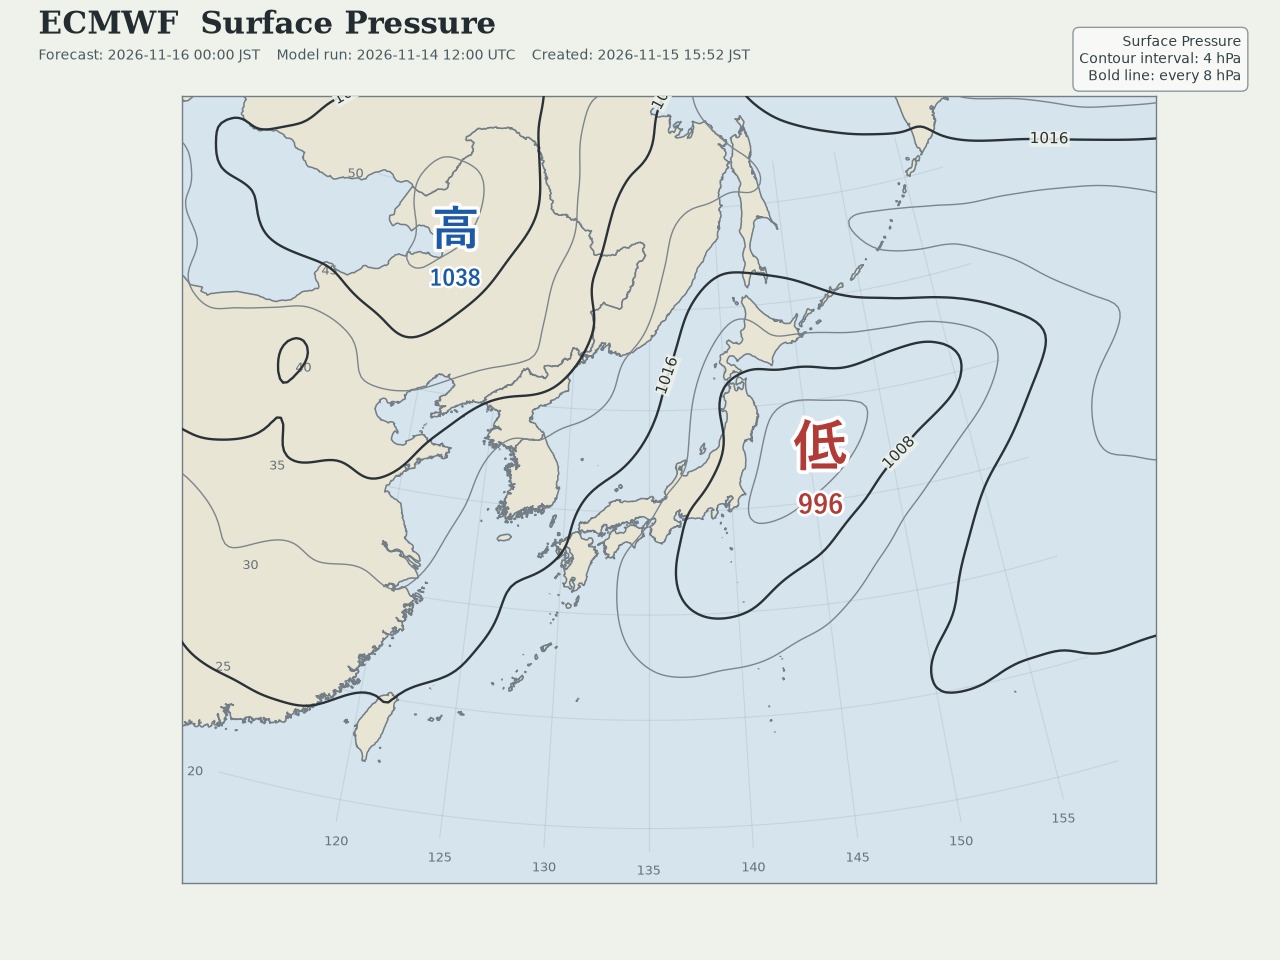 ECMWF  Surface Pressure
Forecast: 2026-11-16 00:00 JST    Model run: 2026-11-14 12:00 UTC    Created: 2026-11-15 15:52 JST
Surface Pressure
Contour interval: 4 hPa
Bold line: every 8 hPa
1016
50
高
1038
45
40
1016
低
1008
35
996
30
25
20
120
125
130
135
140
145
150
155